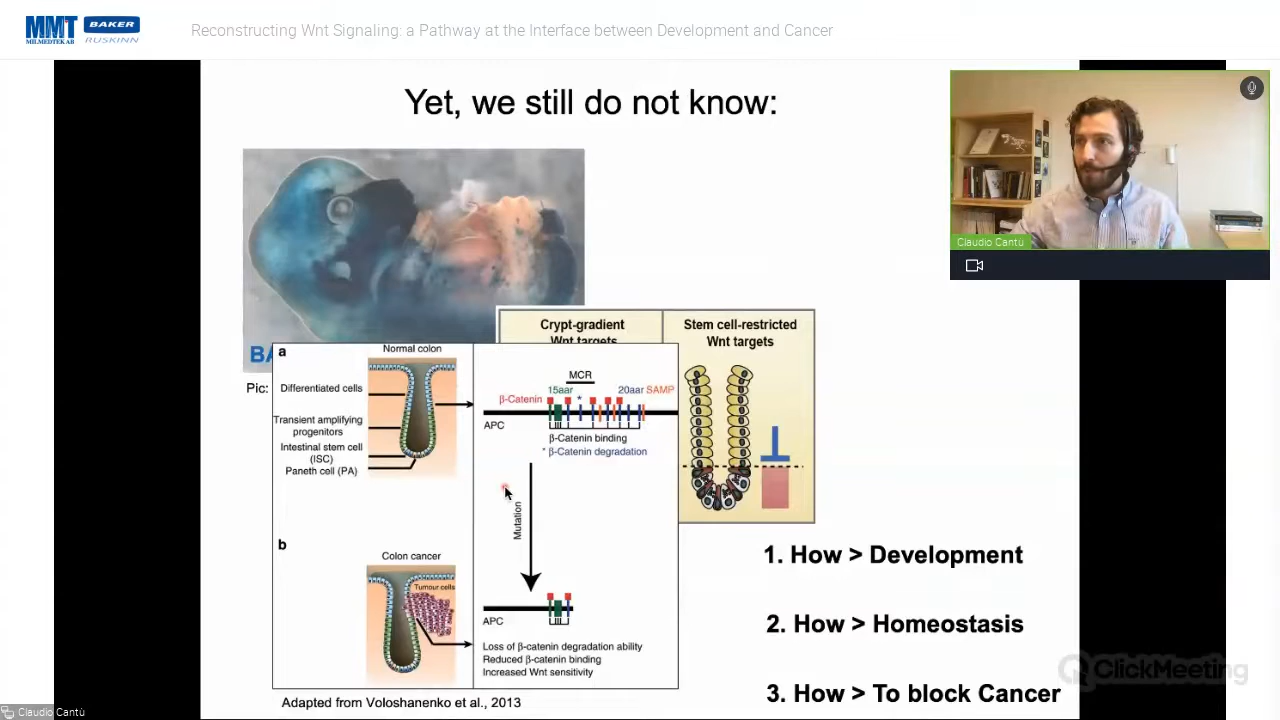 MMT
MILMEDTEK AB
BAKER
RUSKINN
Reconstructing Wnt Signaling: a Pathway at the Interface between Development and Cancer
Yet, we still do not know:
Claudio Cantù
BA
Pic:
Crypt-gradient
Wnt targets
Stem cell-restricted
Wnt targets
a
Normal colon
Differentiated cells
Transient amplifying
progenitors
Intestinal stem cell
(ISC)
Paneth cell (PA)
MCR
15aar
20aar SAMP
β-Catenin
*
APC
β-Catenin binding
* β-Catenin degradation
Mutation
b
Colon cancer
Tumour cells
APC
Loss of β-catenin degradation ability
Reduced β-catenin binding
Increased Wnt sensitivity
Adapted from Voloshanenko et al., 2013
1. How > Development
2. How > Homeostasis
3. How > To block Cancer
ClickMeeting
Claudio Cantù